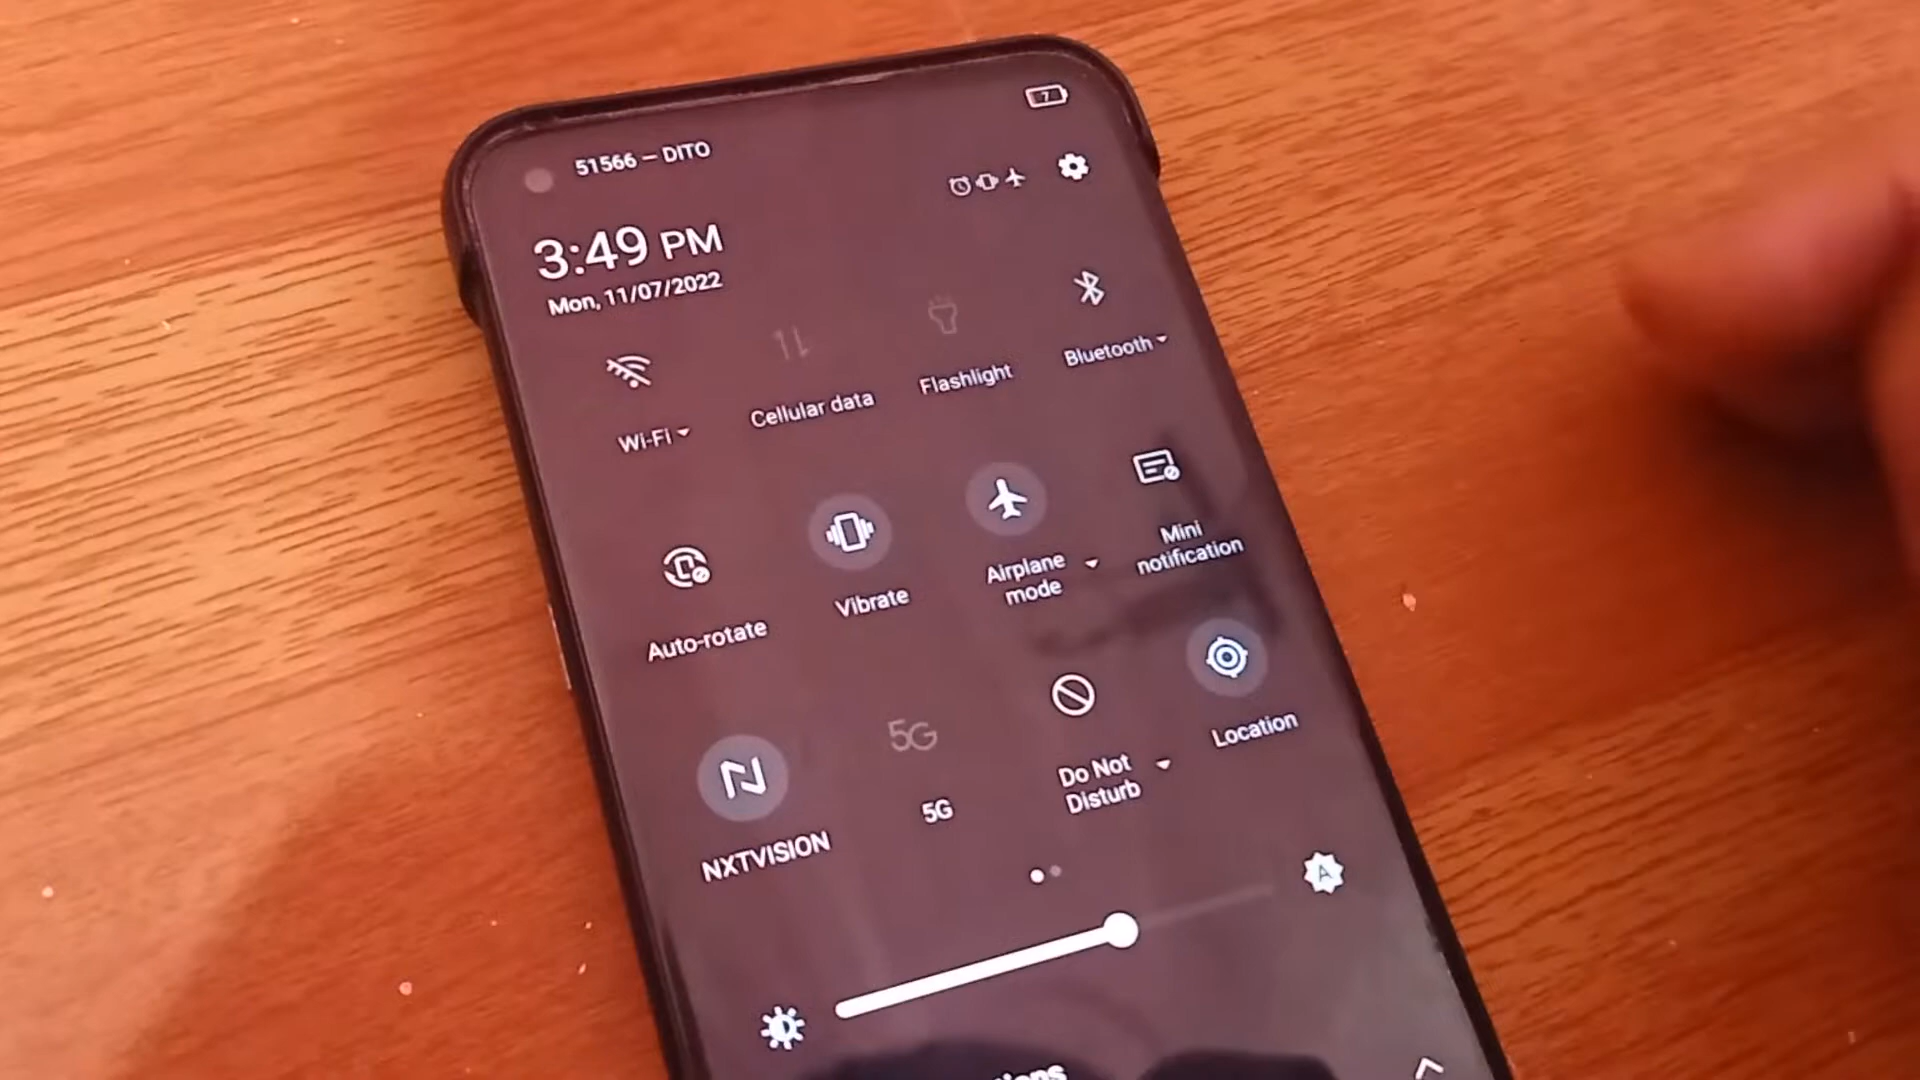 7
51566 — DITO
3:49 PM
Mon, 11/07/2022
Wi-Fi
Cellular data
Flashlight
Bluetooth
Auto-rotate
Vibrate
Airplane
mode
Mini
notification
NXTVISION
5G
5G
Do Not
Disturb
Location
A